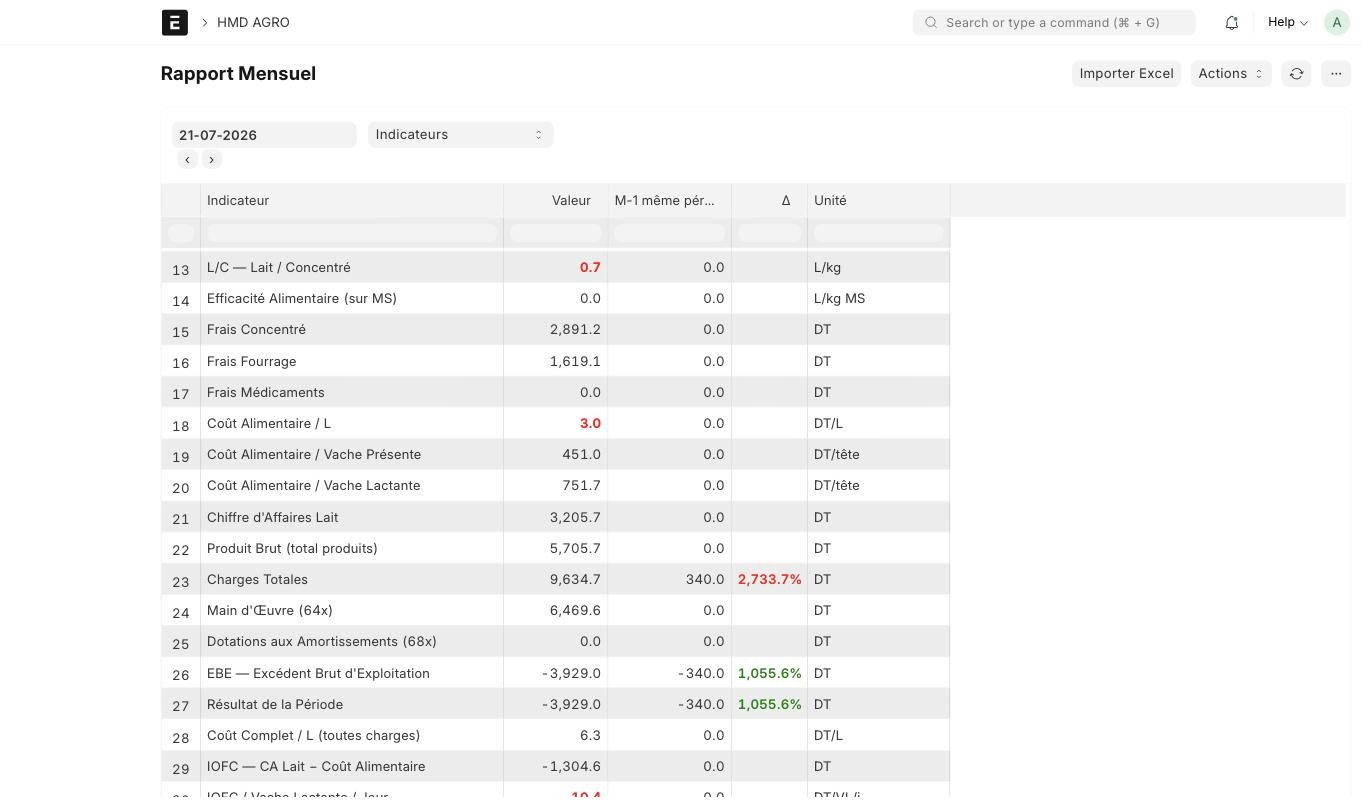 E > HMD AGRO Search or type a command (⌘ + G) Help A
Rapport Mensuel Importer Excel Actions ...
21-07-2026 Indicateurs
‹ ›
Indicateur Valeur M-1 même pér... Δ Unité
13 L/C — Lait / Concentré 0.7 0.0 L/kg
14 Efficacité Alimentaire (sur MS) 0.0 0.0 L/kg MS
15 Frais Concentré 2,891.2 0.0 DT
16 Frais Fourrage 1,619.1 0.0 DT
17 Frais Médicaments 0.0 0.0 DT
18 Coût Alimentaire / L 3.0 0.0 DT/L
19 Coût Alimentaire / Vache Présente 451.0 0.0 DT/tête
20 Coût Alimentaire / Vache Lactante 751.7 0.0 DT/tête
21 Chiffre d'Affaires Lait 3,205.7 0.0 DT
22 Produit Brut (total produits) 5,705.7 0.0 DT
23 Charges Totales 9,634.7 340.0 2,733.7% DT
24 Main d'Œuvre (64x) 6,469.6 0.0 DT
25 Dotations aux Amortissements (68x) 0.0 0.0 DT
26 EBE — Excédent Brut d'Exploitation -3,929.0 -340.0 1,055.6% DT
27 Résultat de la Période -3,929.0 -340.0 1,055.6% DT
28 Coût Complet / L (toutes charges) 6.3 0.0 DT/L
29 IOFC — CA Lait − Coût Alimentaire -1,304.6 0.0 DT
IOFC / Vache Lactante / Jour 10.4 0.0 DT/VL/j